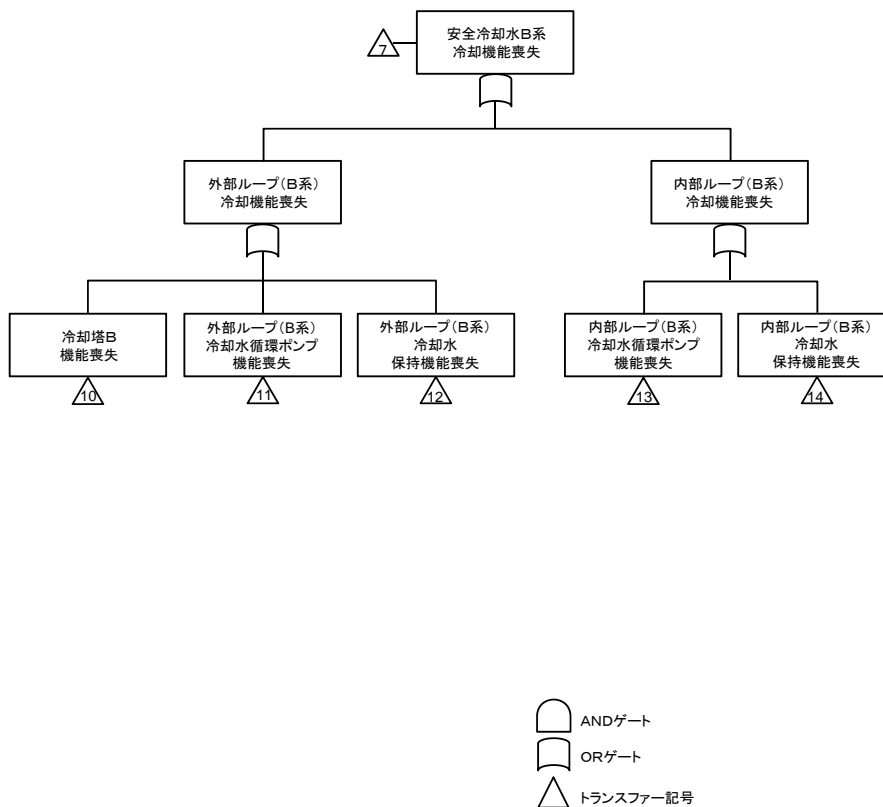 安全冷却水B系
冷却機能喪失
7
外部ループ(B系)
冷却機能喪失
内部ループ(B系)
冷却機能喪失
冷却塔B
機能喪失
外部ループ(B系)
冷却水循環ポンプ
機能喪失
外部ループ(B系)
冷却水
保持機能喪失
内部ループ(B系)
冷却水循環ポンプ
機能喪失
内部ループ(B系)
冷却水
保持機能喪失
10
11
12
13
14
ANDゲート
ORゲート
トランスファー記号